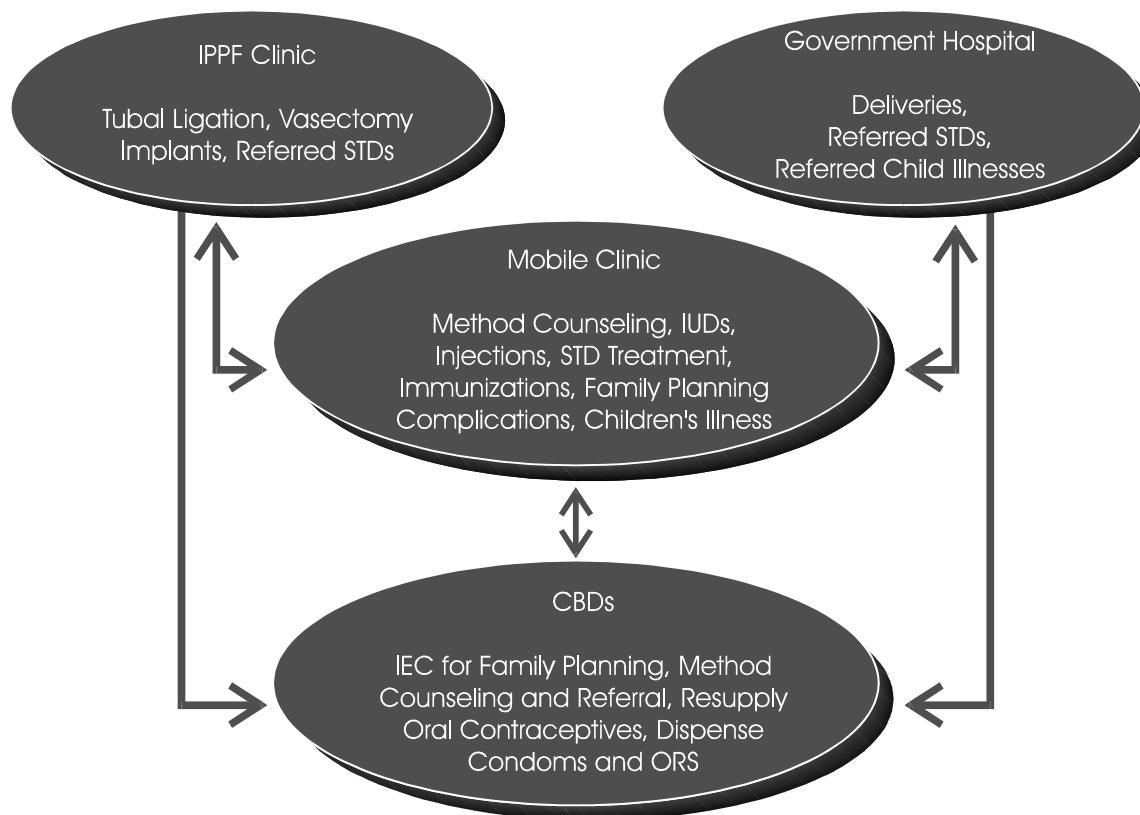 IPPF Clinic
Tubal Ligation, Vasectomy
Implants, Referred STDs
Government Hospital
Deliveries,
Referred STDs,
Referred Child Illnesses
Mobile Clinic
Method Counseling, IUDs,
Injections, STD Treatment,
Immunizations, Family Planning
Complications, Children's Illness
CBDs
IEC for Family Planning, Method
Counseling and Referral, Resupply
Oral Contraceptives, Dispense
Condoms and ORS